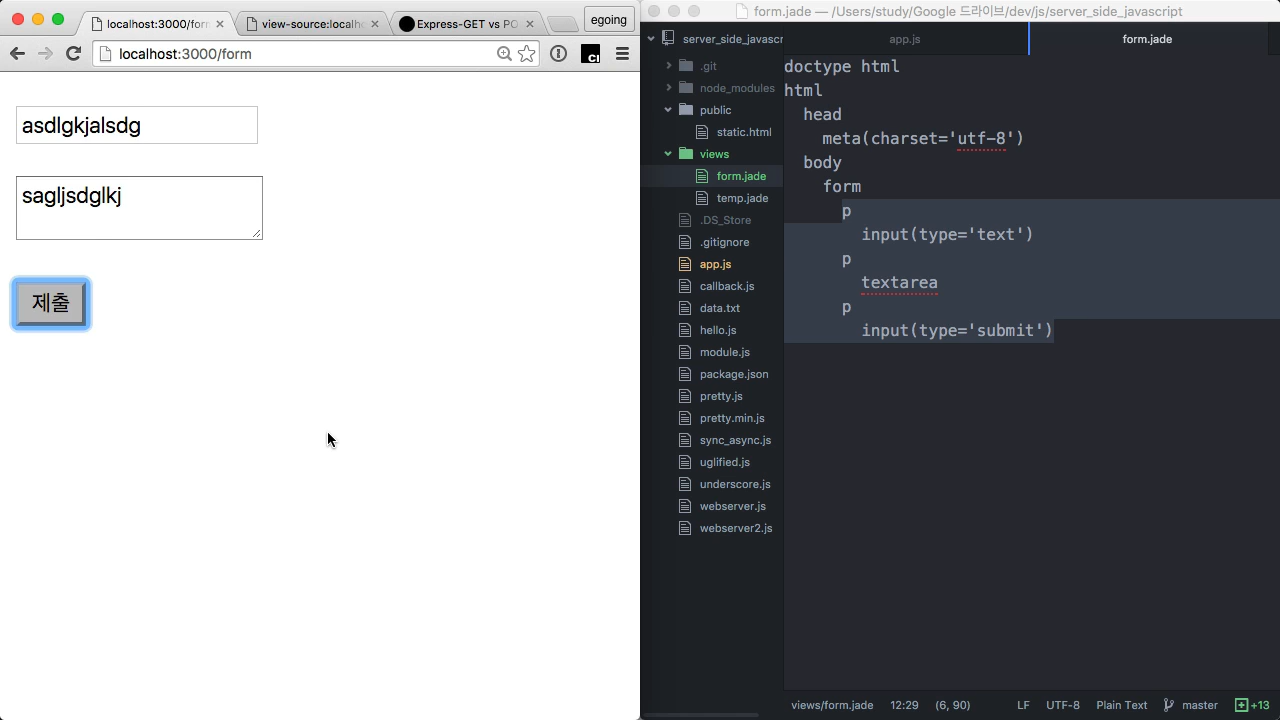 localhost:3000/for
view-source:localh
Express-GET vs PO
egoing
localhost:3000/form
asdlgkjalsdg
sagljsdglkj
제출
form.jade — /Users/study/Google 드라이브/dev/js/server_side_javascript
server_side_javascr
app.js
form.jade
.git
node_modules
public
static.html
views
form.jade
temp.jade
.DS_Store
.gitignore
app.js
callback.js
data.txt
hello.js
module.js
package.json
pretty.js
pretty.min.js
sync_async.js
uglified.js
underscore.js
webserver.js
webserver2.js
doctype html
html
head
meta(charset='utf-8')
body
form
p
input(type='text')
p
textarea
p
input(type='submit')
views/form.jade 12:29 (6, 90)
LF UTF-8 Plain Text master +13